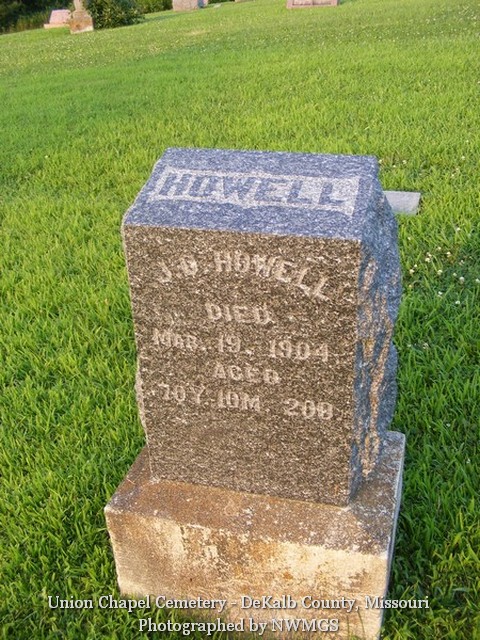 HOWELL
J.D. HOWELL
DIED
MAR. 19, 1904
AGED
70Y. 10M. 20D.
Union Chapel Cemetery - DeKalb County, Missouri
Photographed by NWMGS